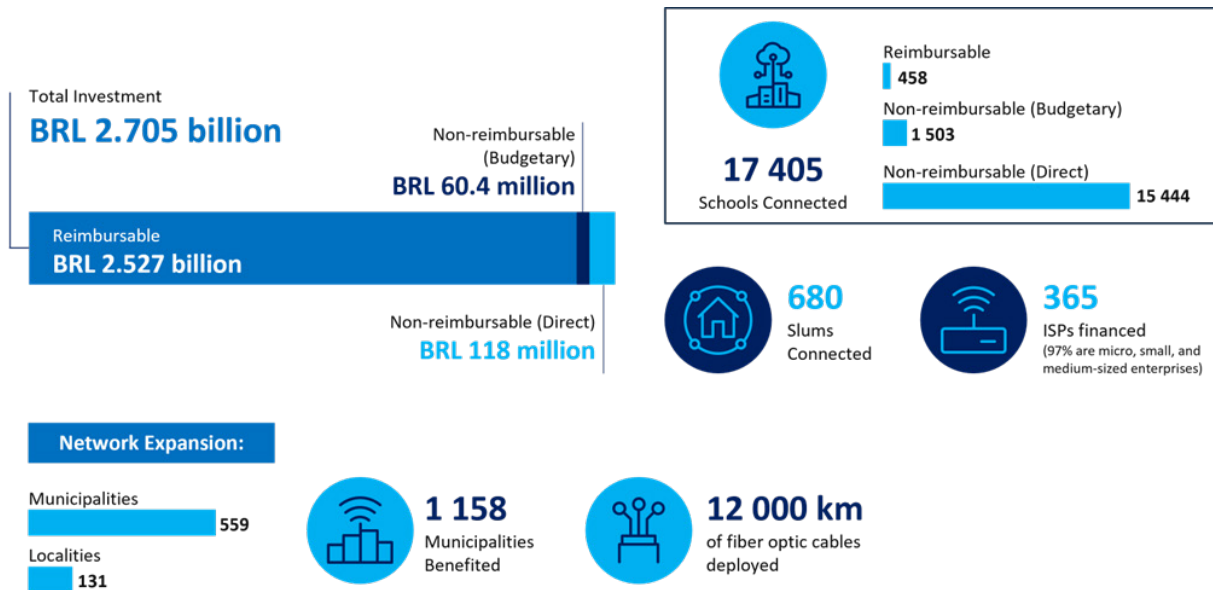 Total Investment
BRL 2.705 billion
Non-reimbursable
(Budgetary)
BRL 60.4 million
Reimbursable
BRL 2.527 billion
Non-reimbursable (Direct)
BRL 118 million
17 405
Schools Connected
Reimbursable
458
Non-reimbursable (Budgetary)
1 503
Non-reimbursable (Direct)
15 444
680
Slums
Connected
365
ISPs financed
(97% are micro, small, and
medium-sized enterprises)
Network Expansion:
Municipalities
559
Localities
131
1 158
Municipalities
Benefited
12 000 km
of fiber optic cables
deployed